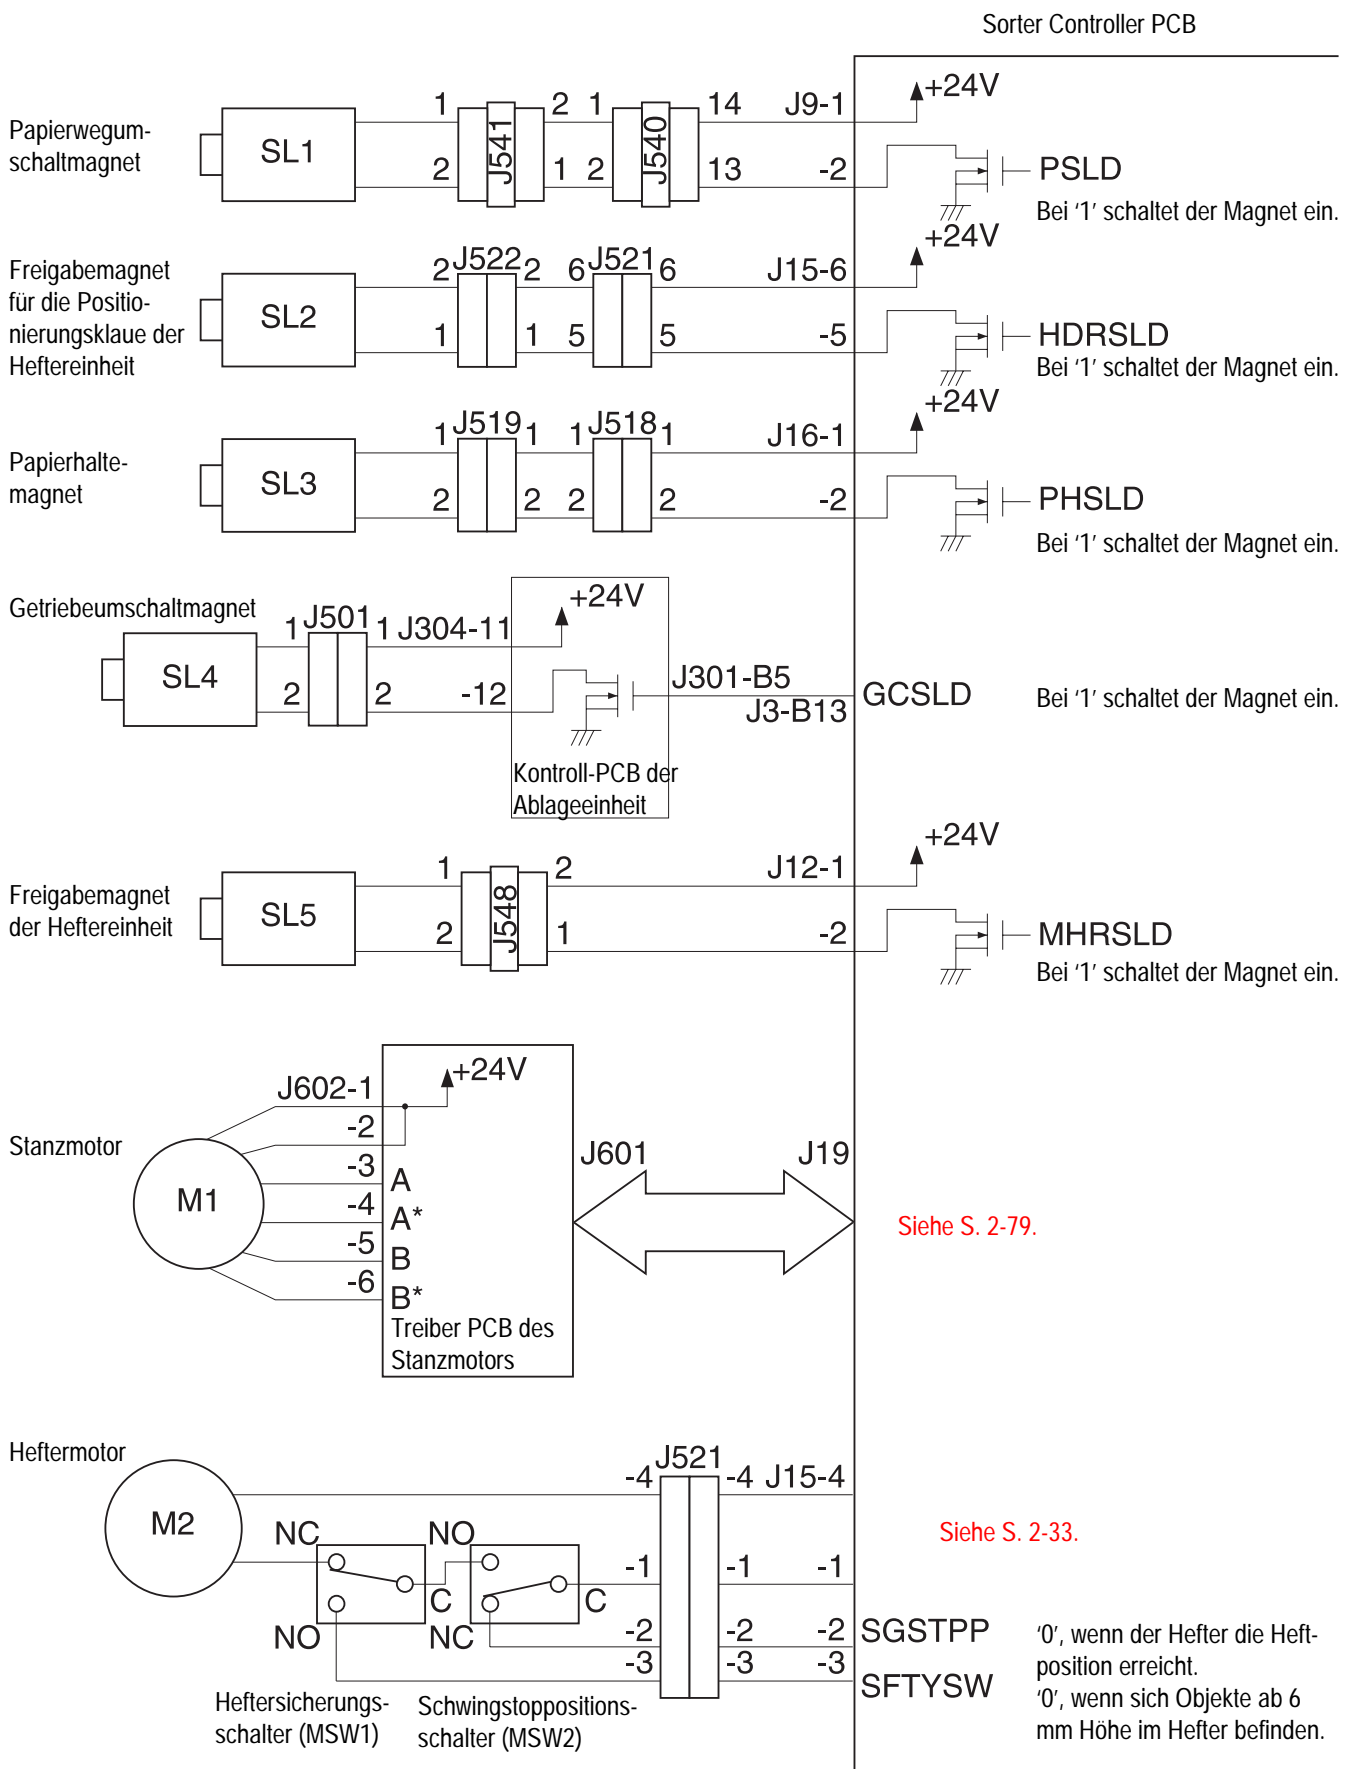 Sorter Controller PCB
Papierwegum-
schaltmagnet
SL1
1 2 1 14 J9-1
J541 J540
2 1 2 13 -2
+24V
PSLD
Bei '1' schaltet der Magnet ein.
Freigabemagnet
für die Positio-
nierungsklaue der
Heftereinheit
SL2
2 J522 2 6 J521 6 J15-6
1 1 5 5 -5
+24V
HDRSLD
Bei '1' schaltet der Magnet ein.
Papierhalte-
magnet
SL3
1 J519 1 1 J518 1 J16-1
2 2 2 2 -2
+24V
PHSLD
Bei '1' schaltet der Magnet ein.
Getriebeumschaltmagnet
SL4
1 J501 1 J304-11
2 2 -12
+24V
Kontroll-PCB der
Ablageeinheit
J301-B5
J3-B13
GCSLD
Bei '1' schaltet der Magnet ein.
Freigabemagnet
der Heftereinheit
SL5
1 2 J12-1
J548
2 1 -2
+24V
MHRSLD
Bei '1' schaltet der Magnet ein.
Stanzmotor
M1
J602-1
-2
-3 A
-4 A*
-5 B
-6 B*
+24V
Treiber PCB des
Stanzmotors
J601 J19
Siehe S. 2-79.
Heftermotor
M2
J521
-4 -4 J15-4
Siehe S. 2-33.
NC NO
-1 -1 -1
C C
NO NC
-2 -2 -2 SGSTPP
-3 -3 -3 SFTYSW
'0', wenn der Hefter die Heft-
position erreicht.
'0', wenn sich Objekte ab 6
mm Höhe im Hefter befinden.
Heftersicherungs-
schalter (MSW1)
Schwingstoppositions-
schalter (MSW2)